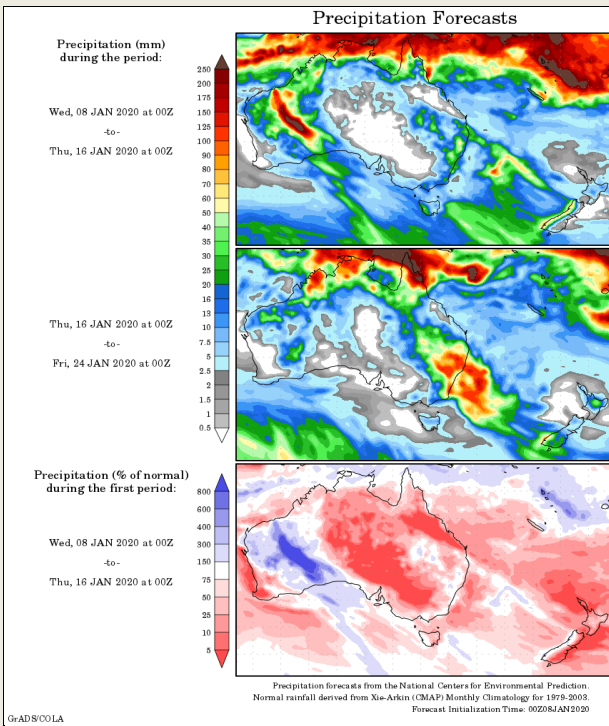 Precipitation Forecasts
Precipitation (mm)
during the period:
Wed, 08 JAN 2020 at 00Z
-to-
Thu, 16 JAN 2020 at 00Z
250
200
175
150
125
100
90
80
70
60
50
40
35
30
25
20
16
13
10
7.5
5
2.5
2
1.5
1
0.5
Thu, 16 JAN 2020 at 00Z
-to-
Fri, 24 JAN 2020 at 00Z
Precipitation (% of normal)
during the first period:
Wed, 08 JAN 2020 at 00Z
-to-
Thu, 16 JAN 2020 at 00Z
800
600
400
300
150
75
50
25
10
5
Precipitation forecasts from the National Centers for Environmental Prediction.
Normal rainfall derived from Xie-Arkin (CMAP) Monthly Climatology for 1979-2003.
Forecast Initialization Time: 00Z08JAN2020
GrADS/COLA